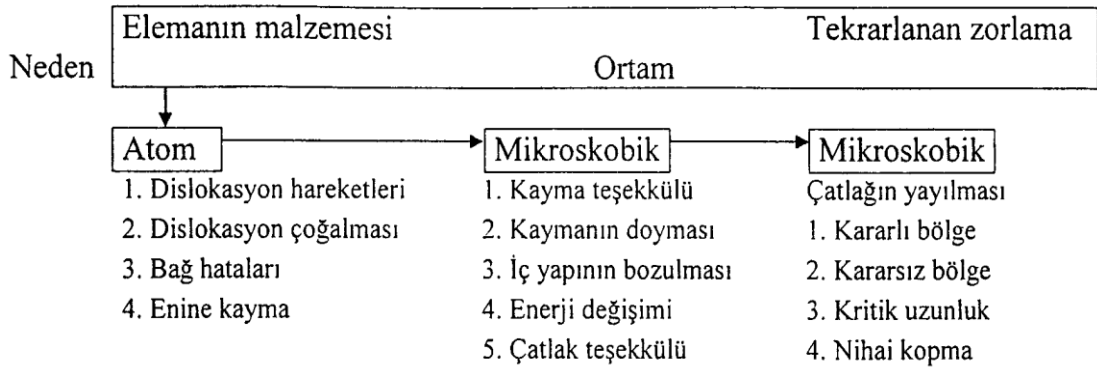 Elemanın malzemesi Tekrarlanan zorlama
Neden Ortam
Atom
1. Dislokasyon hareketleri
2. Dislokasyon çoğalması
3. Bağ hataları
4. Enine kayma
Mikroskobik
1. Kayma teşekkülü
2. Kaymanın doyması
3. İç yapının bozulması
4. Enerji değişimi
5. Çatlak teşekkülü
Mikroskobik
Çatlağın yayılması
1. Kararlı bölge
2. Kararsız bölge
3. Kritik uzunluk
4. Nihai kopma